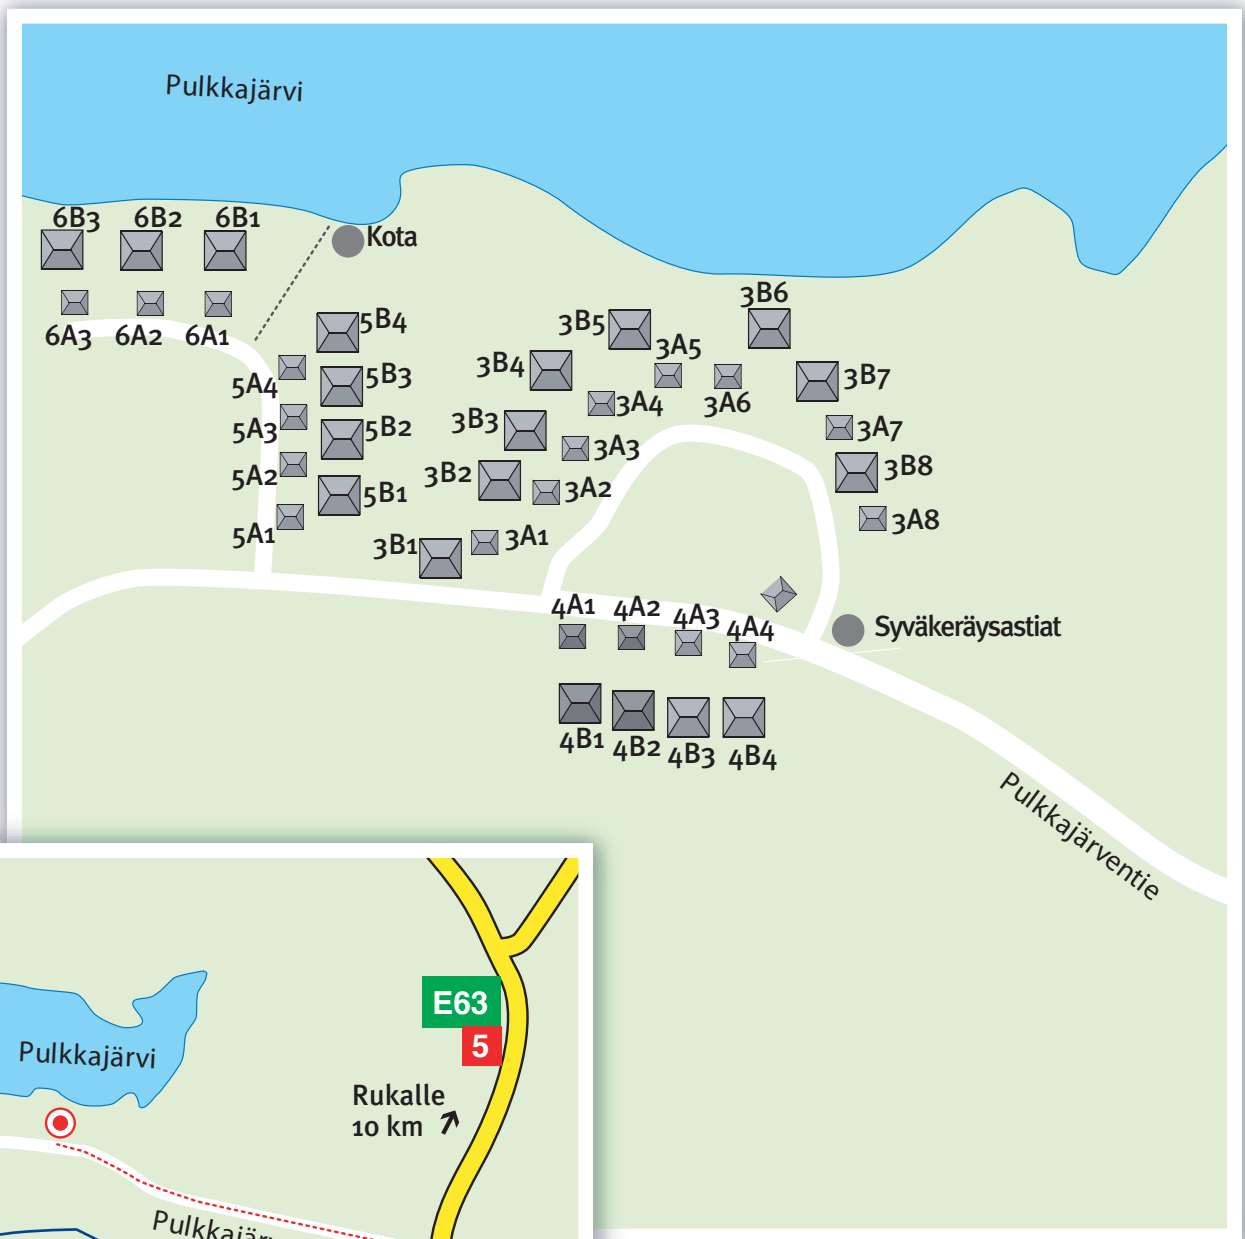 Pulkkajärvi
6B3
6B2
6B1
Kota
6A3
6A2
6A1
5B4
5A4
5B3
5A3
5B2
5A2
5B1
5A1
3B6
3B5
3A5
3B4
3A4
3A6
3B7
3B3
3A3
3A7
3B2
3A2
3B8
3B1
3A1
3A8
4A1
4A2
4A3
4A4
Syväkeräysastiat
4B1
4B2
4B3
4B4
Pulkkajärventie
E63
5
Pulkkajärvi
Rukalle
10 km